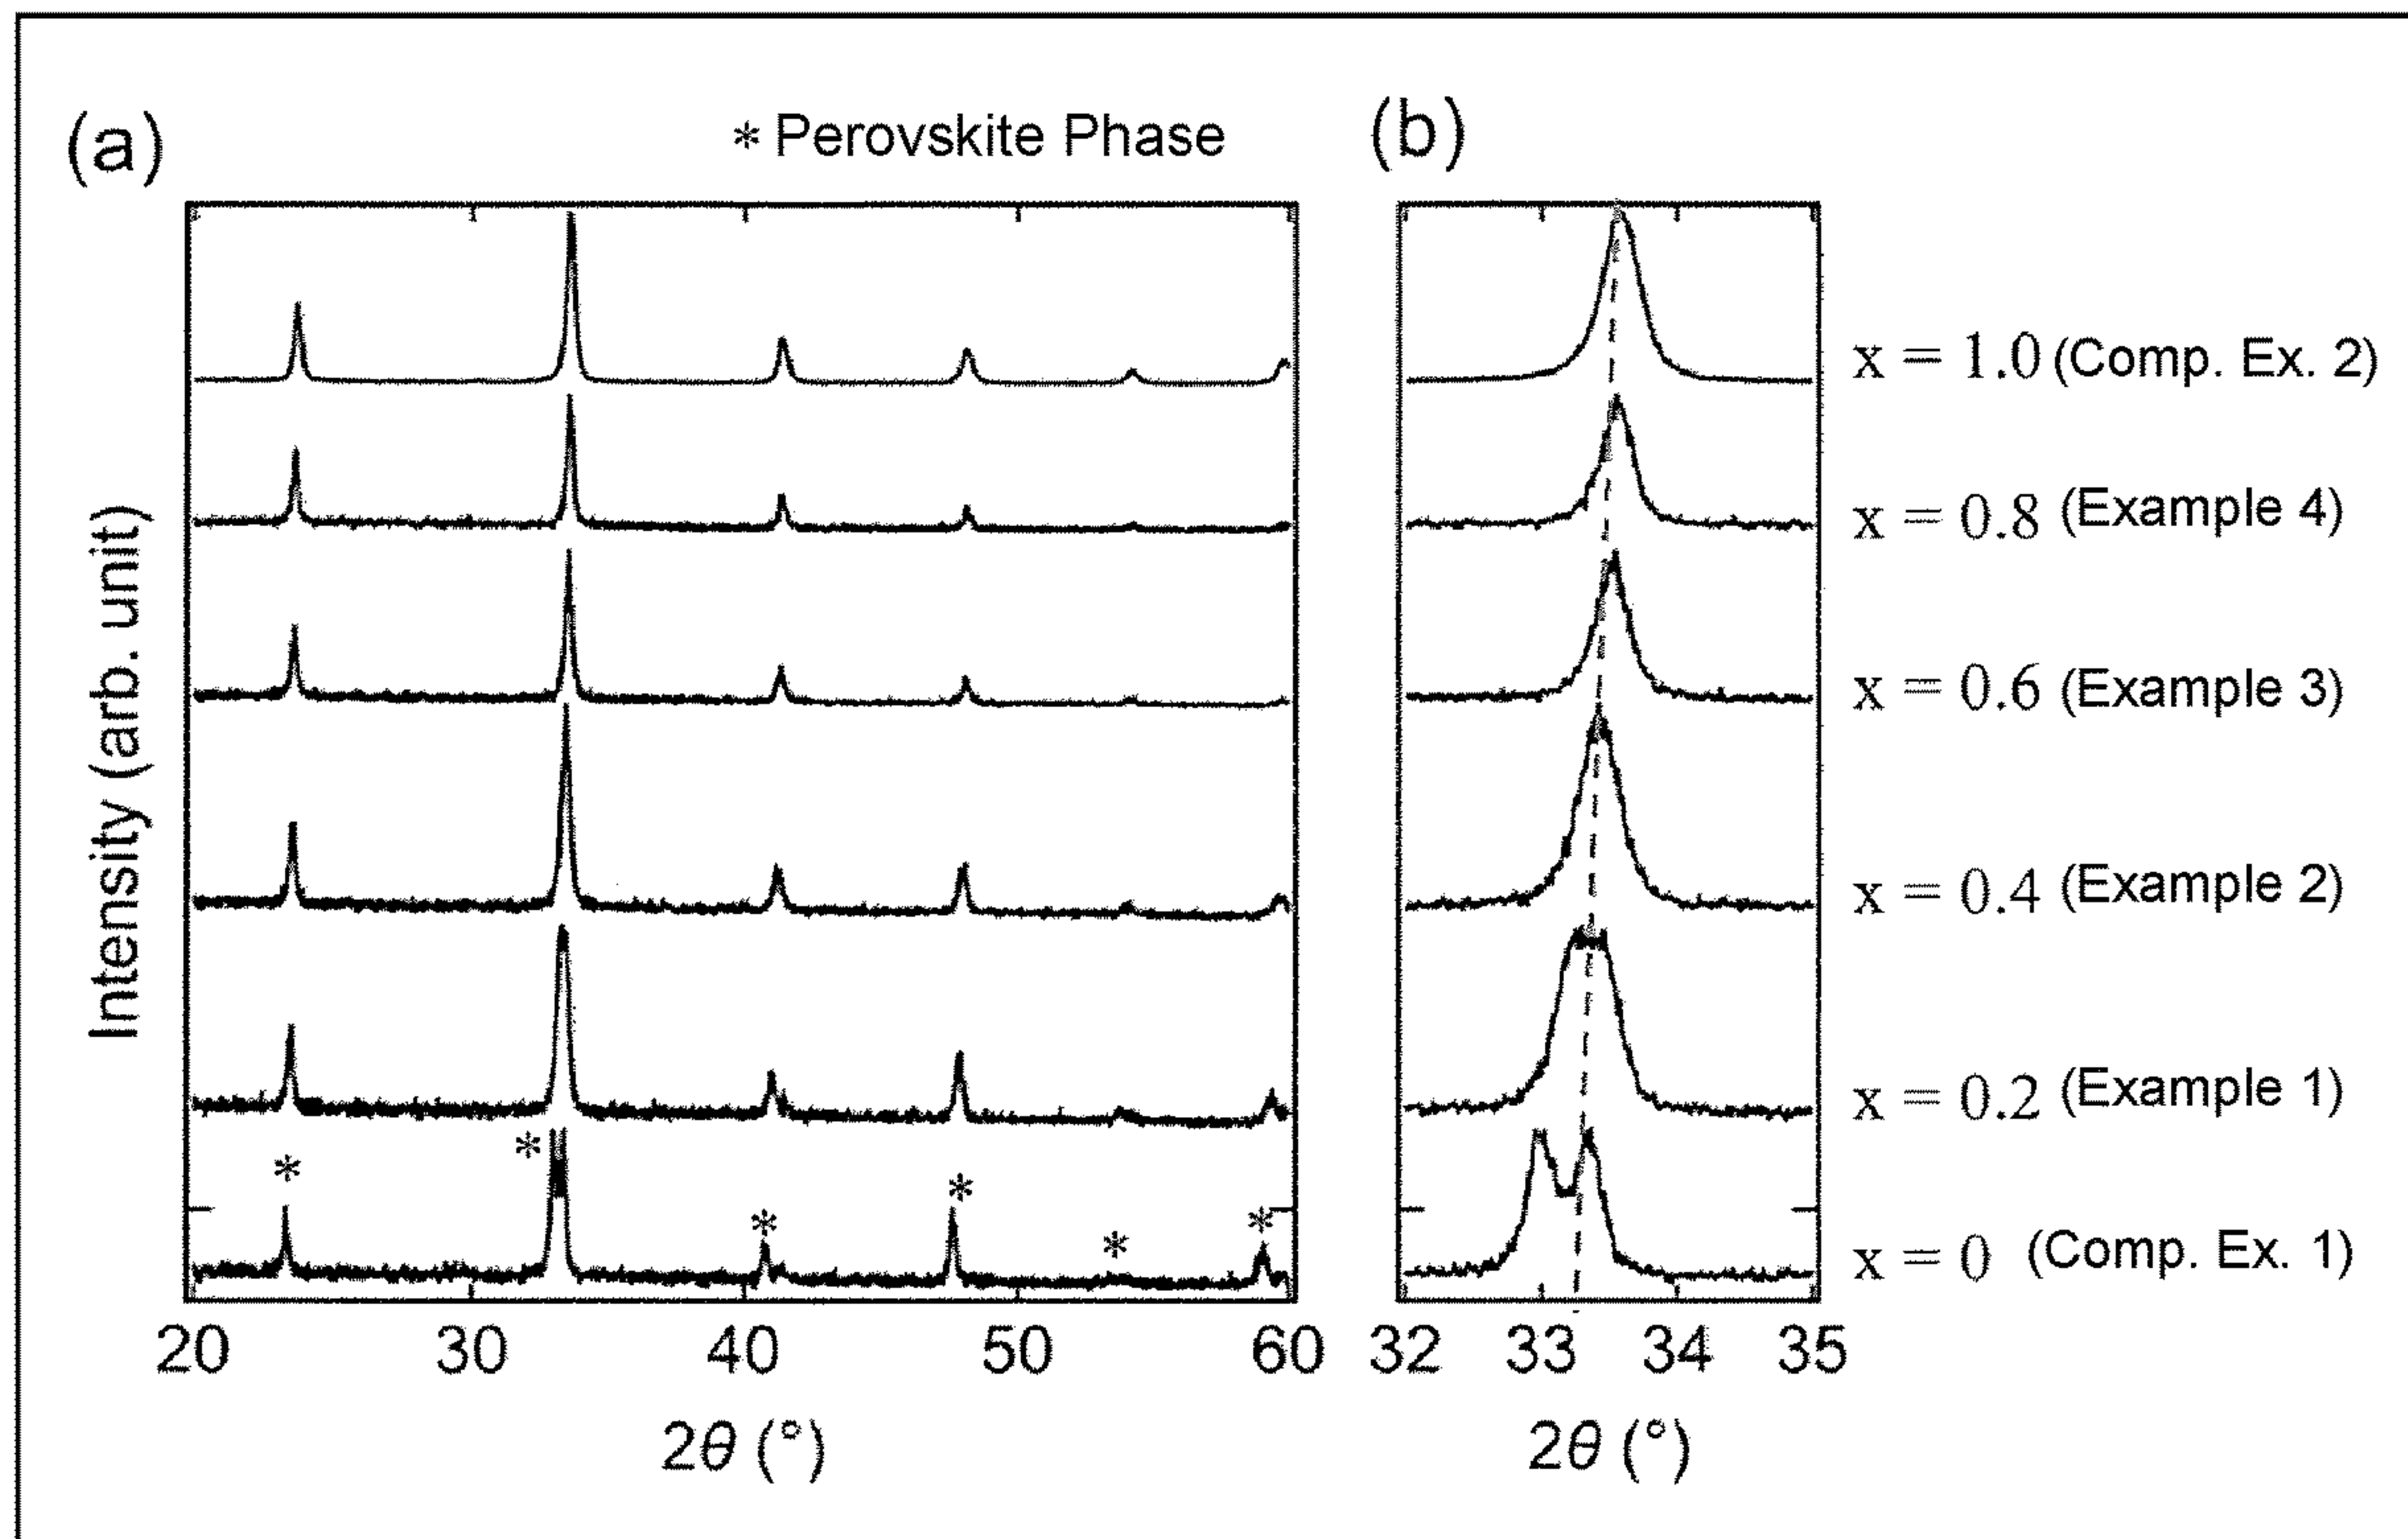 (a)
* Perovskite Phase
(b)
Intensity (arb. unit)
x = 1.0 (Comp. Ex. 2)
x = 0.8 (Example 4)
x = 0.6 (Example 3)
x = 0.4 (Example 2)
x = 0.2 (Example 1)
x = 0 (Comp. Ex. 1)
* * * * * *
20 30 40 50 60
32 33 34 35
2θ (°)
2θ (°)